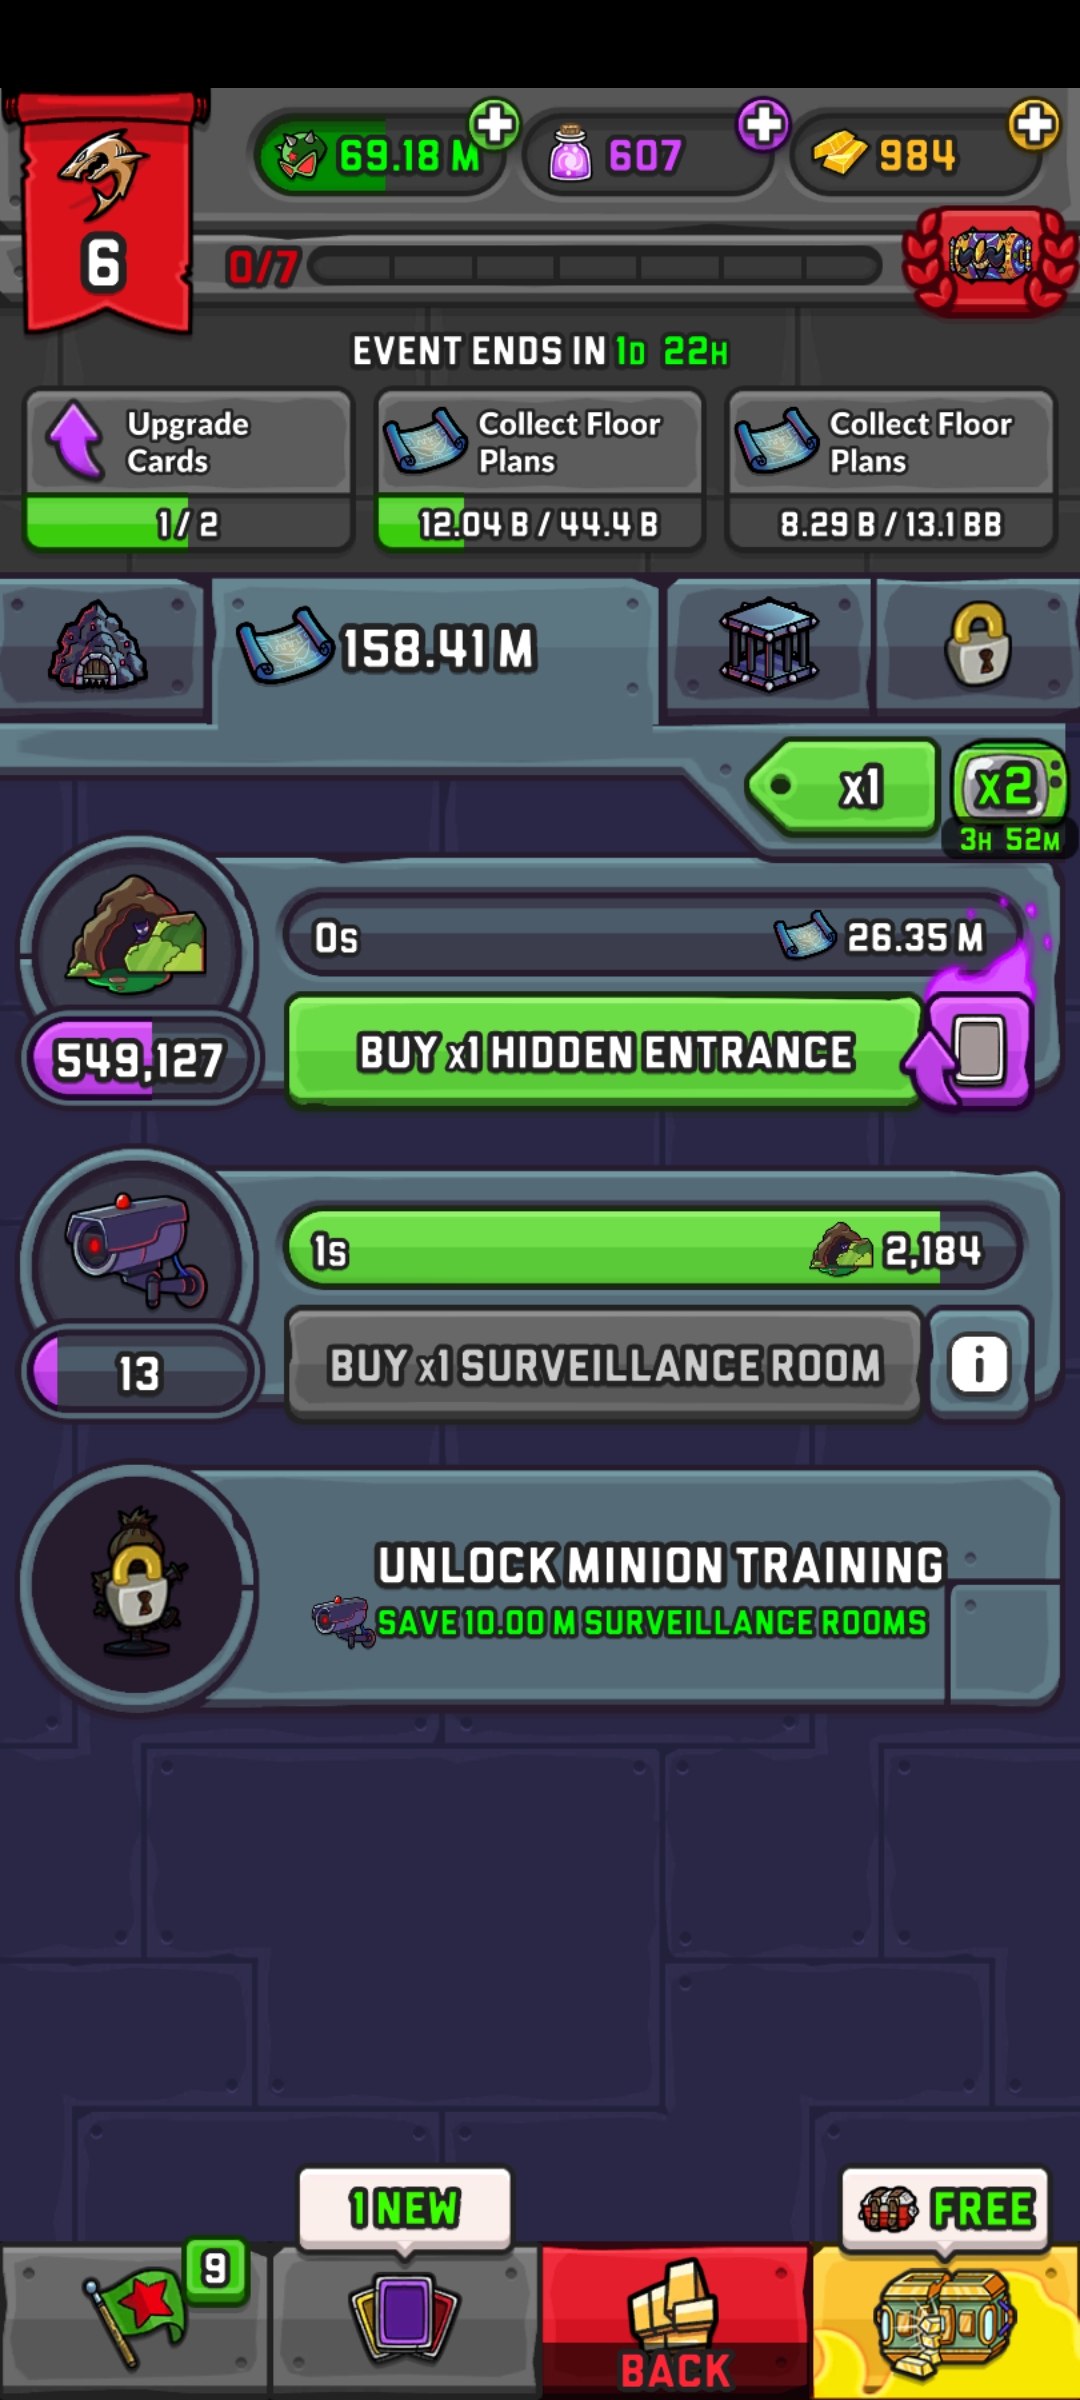 69.18 M
607
984
6
0/7
EVENT ENDS IN 1D 22H
Upgrade
Cards
1 / 2
Collect Floor
Plans
12.04 B / 44.4 B
Collect Floor
Plans
8.29 B / 13.1 BB
158.41 M
x1
x2
3H 52M
0s
26.35 M
549,127
BUY x1 HIDDEN ENTRANCE
1s
2,184
13
BUY x1 SURVEILLANCE ROOM
i
UNLOCK MINION TRAINING
SAVE 10.00 M SURVEILLANCE ROOMS
1 NEW
FREE
9
BACK